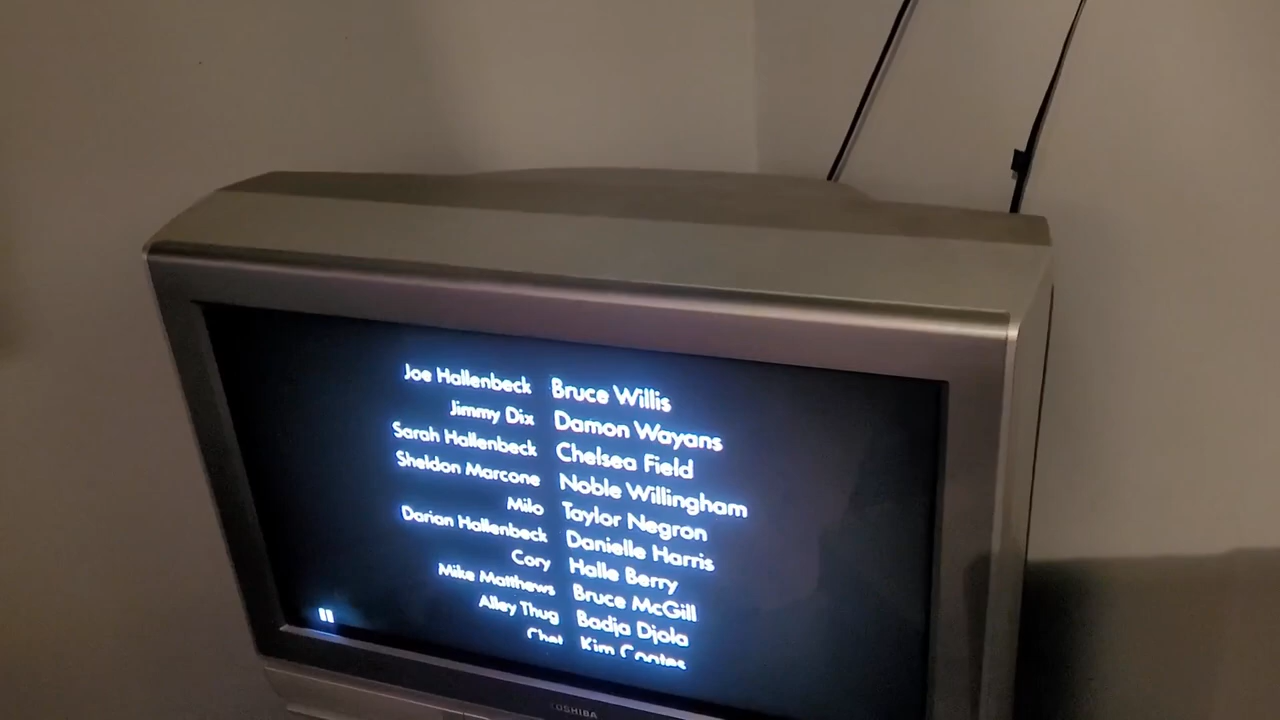 Joe Hallenbeck Bruce Willis
Jimmy Dix Damon Wayans
Sarah Hallenbeck Chelsea Field
Sheldon Marcone Noble Willingham
Milo Taylor Negron
Darian Hallenbeck Danielle Harris
Cory Halle Berry
Mike Matthews Bruce McGill
Alley Thug Badja Djola
Chet Kim Coates
TOSHIBA